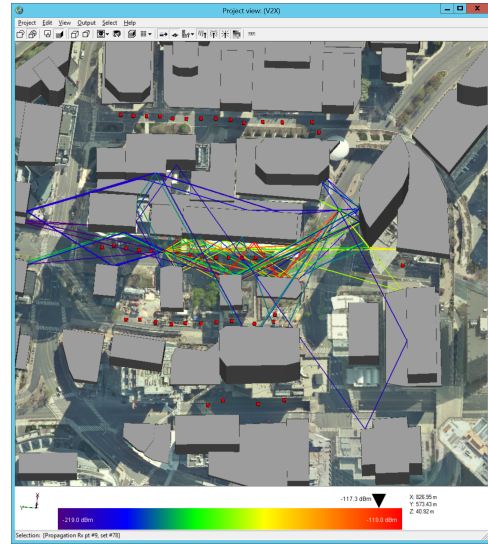 Project view: (V2X)
Project Edit View Output Select Help
-117.3 dBm
-219.0 dBm
-110.0 dBm
X: 826.95 m
Y: 573.43 m
Z: 40.92 m
Selection: [Propagation Rx pt #9, set #78]